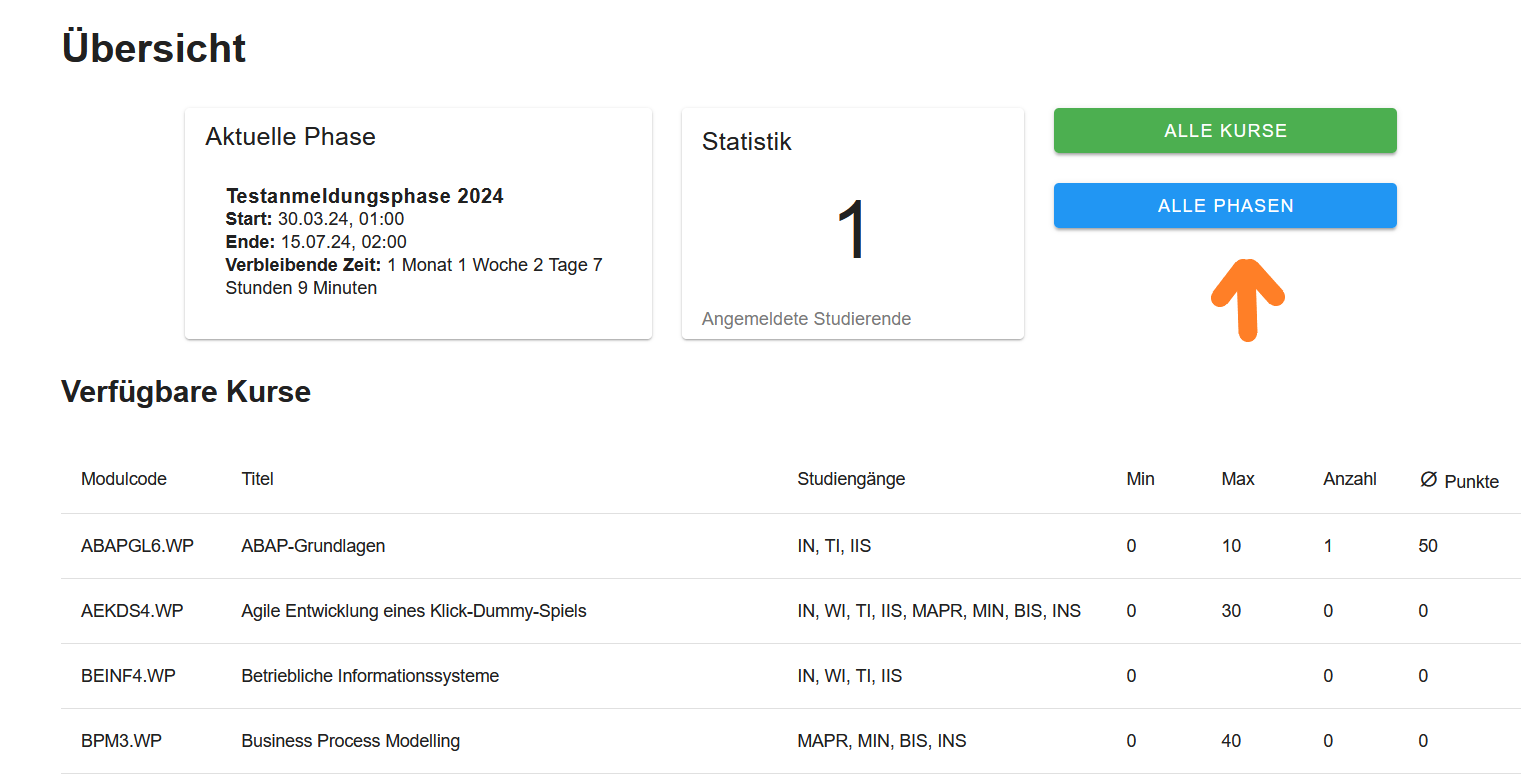 Übersicht
Aktuelle Phase
Testanmeldungsphase 2024
Start: 30.03.24, 01:00
Ende: 15.07.24, 02:00
Verbleibende Zeit: 1 Monat 1 Woche 2 Tage 7
Stunden 9 Minuten
Statistik
1
Angemeldete Studierende
ALLE KURSE
ALLE PHASEN
Verfügbare Kurse
Modulcode Titel Studiengänge Min Max Anzahl Ø Punkte
ABAPGL6.WP ABAP-Grundlagen IN, TI, IIS 0 10 1 50
AEKDS4.WP Agile Entwicklung eines Klick-Dummy-Spiels IN, WI, TI, IIS, MAPR, MIN, BIS, INS 0 30 0 0
BEINF4.WP Betriebliche Informationssysteme IN, WI, TI, IIS 0 0 0
BPM3.WP Business Process Modelling MAPR, MIN, BIS, INS 0 40 0 0